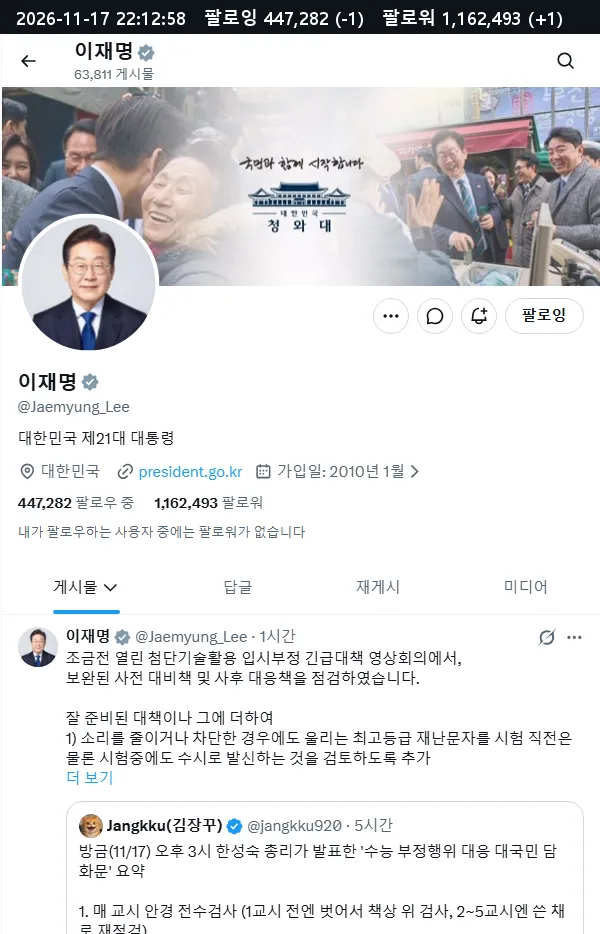 2026-11-17 22:12:58 팔로잉 447,282 (-1) 팔로워 1,162,493 (+1)
이재명
63,811 게시물
국민과 함께 시작합니다
대한민국
청와대
팔로잉
이재명
@Jaemyung_Lee
대한민국 제21대 대통령
대한민국 president.go.kr 가입일: 2010년 1월
447,282 팔로우 중 1,162,493 팔로워
내가 팔로우하는 사용자 중에는 팔로워가 없습니다
게시물 답글 재게시 미디어
이재명 @Jaemyung_Lee · 1시간
조금전 열린 첨단기술활용 입시부정 긴급대책 영상회의에서,
보완된 사전 대비책 및 사후 대응책을 점검하였습니다.
잘 준비된 대책이나 그에 더하여
1) 소리를 줄이거나 차단한 경우에도 울리는 최고등급 재난문자를 시험 직전은
물론 시험중에도 수시로 발신하는 것을 검토하도록 추가
더 보기
Jangkku(김장꾸) @jangkku920 · 5시간
방금(11/17) 오후 3시 한성숙 총리가 발표한 '수능 부정행위 대응 대국민 담
화문' 요약
1. 매 교시 안경 전수검사 (1교시 전엔 벗어서 책상 위 검사, 2~5교시엔 쓴 채
로 재점검)